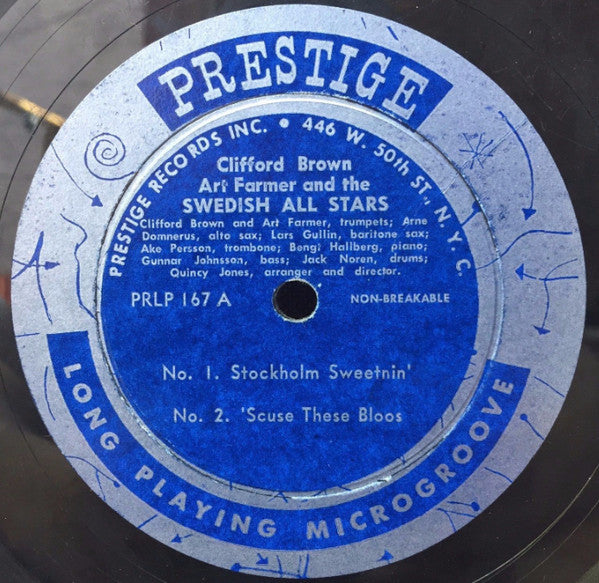 PRESTIGE
PRESTIGE RECORDS INC. • 446 W. 50th ST., N. Y. C.
Clifford Brown
Art Farmer and the
SWEDISH ALL STARS
Clifford Brown and Art Farmer, trumpets; Arne
Domnerus, alto sax; Lars Gullin, baritone sax;
Ake Persson, trombone; Bengt Hallberg, piano;
Gunnar Johnsson, bass; Jack Noren, drums;
Quincy Jones, arranger and director.
PRLP 167 A NON-BREAKABLE
No. 1. Stockholm Sweetnin'
No. 2. 'Scuse These Bloos
LONG PLAYING MICROGROOVE